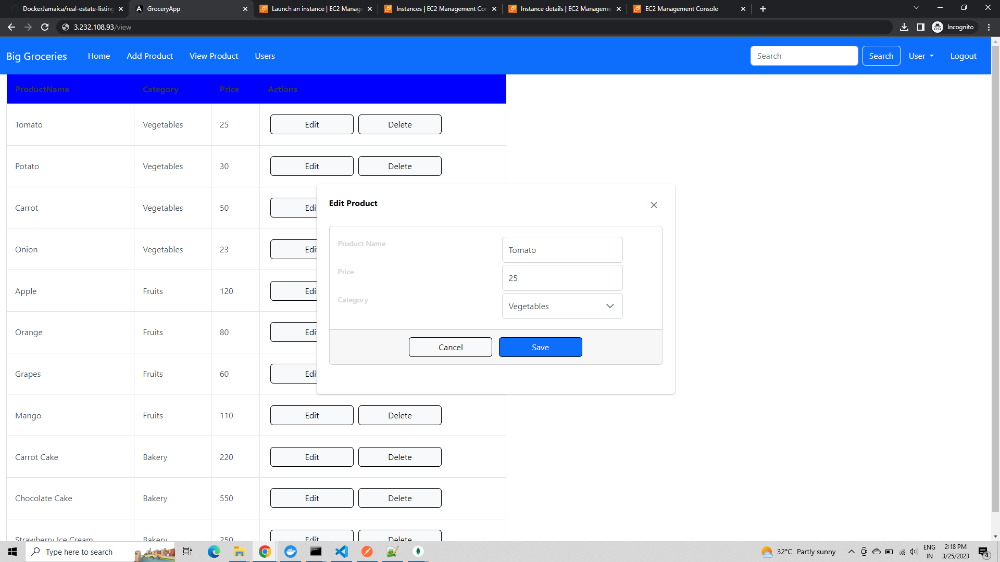 DockerJamaica/real-estate-listing
GroceryApp
Launch an instance | EC2 Manage
Instances | EC2 Management Con
Instance details | EC2 Manageme
EC2 Management Console
3.232.108.93/view
Incognito
Big Groceries
Home
Add Product
View Product
Users
Search
Search
User
Logout
ProductName Category Price Actions
Tomato Vegetables 25 Edit Delete
Potato Vegetables 30 Edit Delete
Carrot Vegetables 50 Edi
Onion Vegetables 23 Edi
Apple Fruits 120 Edi
Orange Fruits 80 Edi
Grapes Fruits 60 Edi
Mango Fruits 110 Edit Delete
Carrot Cake Bakery 220 Edit Delete
Chocolate Cake Bakery 550 Edit Delete
Strawberry Ice Cream Bakery 250 Edit Delete
Edit Product
Product Name Tomato
Price 25
Category Vegetables
Cancel Save
Type here to search
32°C Partly sunny
ENG
IN
2:18 PM
3/25/2023
4